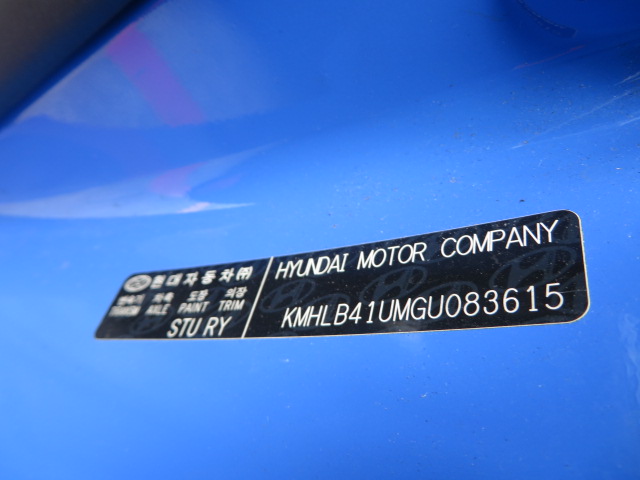 현대자동차㈜
변속기 차축 도장 의장
AXLE PAINT TRIM
STU RY
HYUNDAI MOTOR COMPANY
KMHLB41UMGU083615